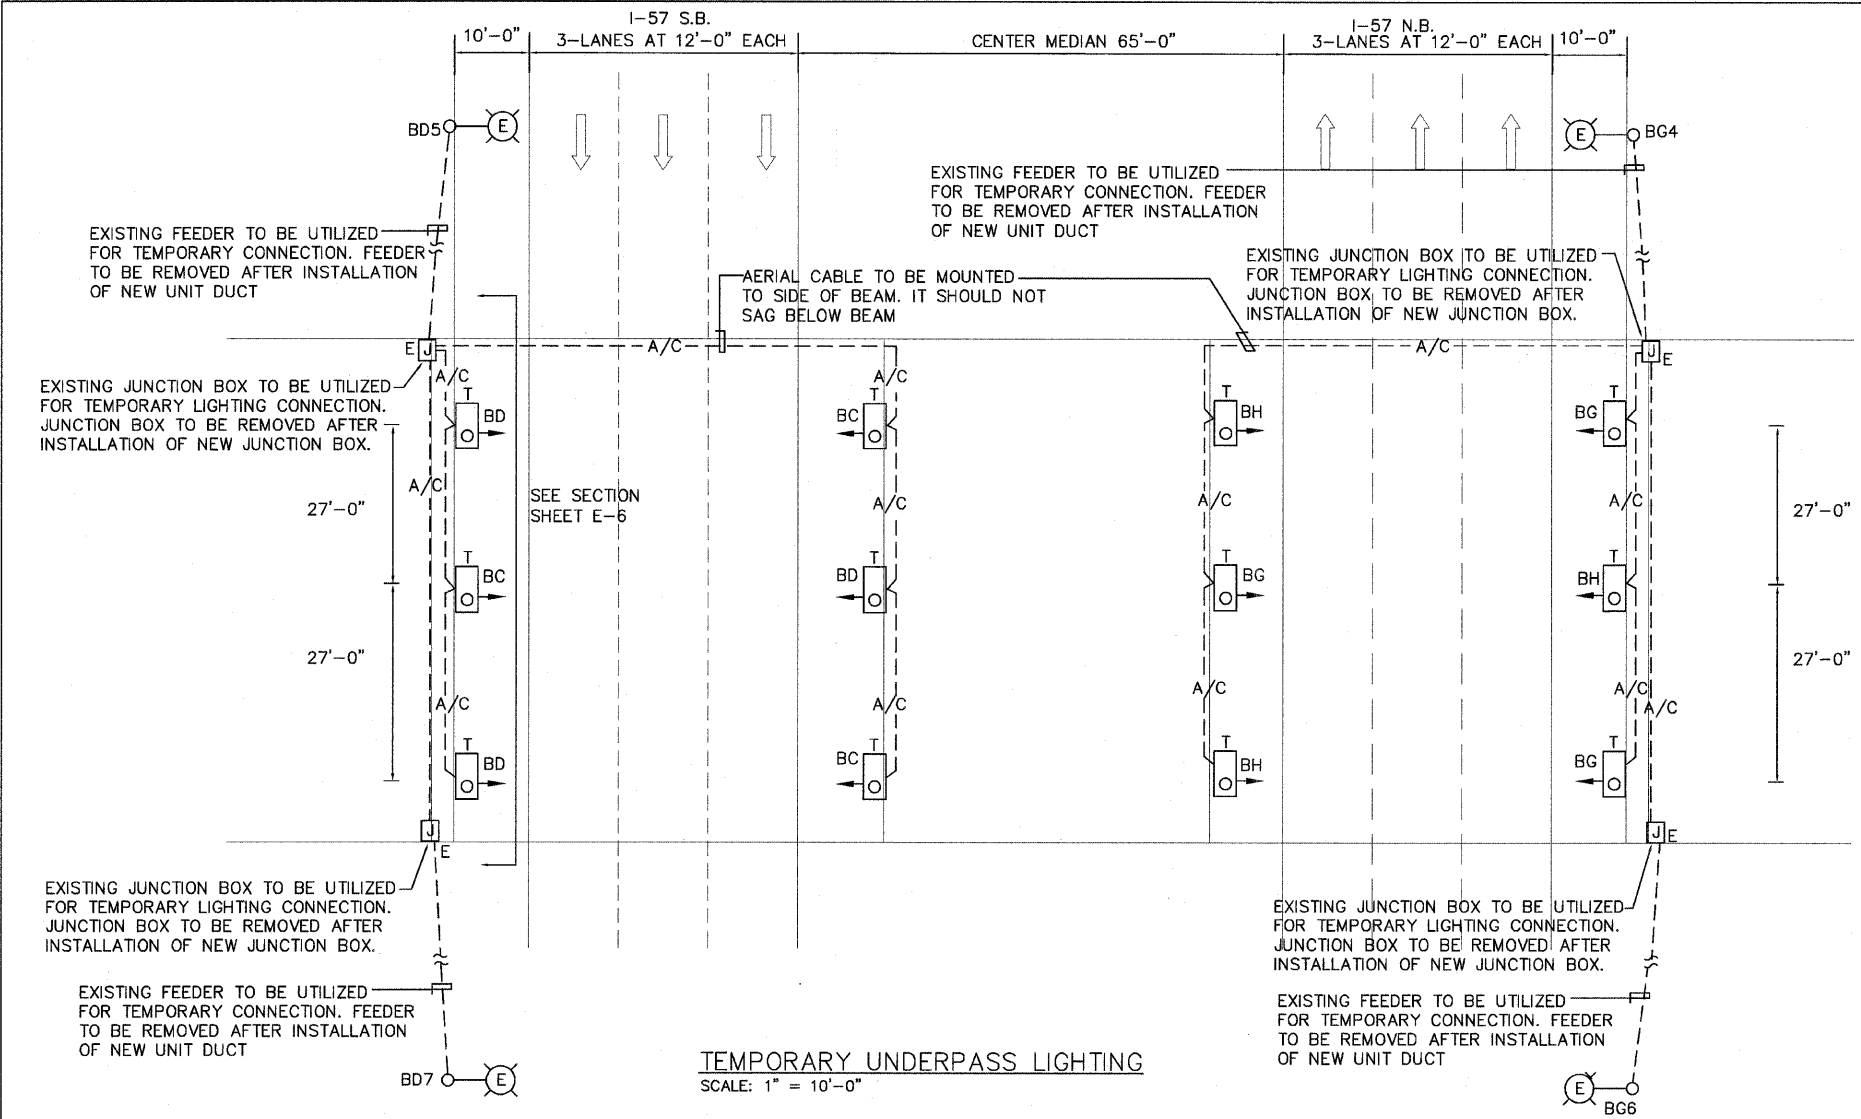 I-57 S.B.
10'-0"
3-LANES AT 12'-0" EACH
CENTER MEDIAN 65'-0"
I-57 N.B.
3-LANES AT 12'-0" EACH
10'-0"
BD5
E
E
BG4
EXISTING FEEDER TO BE UTILIZED
FOR TEMPORARY CONNECTION. FEEDER
TO BE REMOVED AFTER INSTALLATION
OF NEW UNIT DUCT
EXISTING FEEDER TO BE UTILIZED
FOR TEMPORARY CONNECTION. FEEDER
TO BE REMOVED AFTER INSTALLATION
OF NEW UNIT DUCT
EXISTING JUNCTION BOX TO BE UTILIZED
FOR TEMPORARY LIGHTING CONNECTION.
JUNCTION BOX TO BE REMOVED AFTER
INSTALLATION OF NEW JUNCTION BOX.
AERIAL CABLE TO BE MOUNTED
TO SIDE OF BEAM. IT SHOULD NOT
SAG BELOW BEAM
E J
A/C
A/C
J E
EXISTING JUNCTION BOX TO BE UTILIZED
FOR TEMPORARY LIGHTING CONNECTION.
JUNCTION BOX TO BE REMOVED AFTER
INSTALLATION OF NEW JUNCTION BOX.
A/C
A/C
T
BD
T
BC
T
BH
T
BG
27'-0"
A/C
SEE SECTION
SHEET E-6
A/C
A/C
A/C
27'-0"
T
BC
T
BD
T
BG
T
BH
27'-0"
27'-0"
A/C
A/C
A/C
A/C
A/C
T
BD
T
BC
T
BH
T
BG
J
E
J E
EXISTING JUNCTION BOX TO BE UTILIZED
FOR TEMPORARY LIGHTING CONNECTION.
JUNCTION BOX TO BE REMOVED AFTER
INSTALLATION OF NEW JUNCTION BOX.
EXISTING JUNCTION BOX TO BE UTILIZED
FOR TEMPORARY LIGHTING CONNECTION.
JUNCTION BOX TO BE REMOVED AFTER
INSTALLATION OF NEW JUNCTION BOX.
EXISTING FEEDER TO BE UTILIZED
FOR TEMPORARY CONNECTION. FEEDER
TO BE REMOVED AFTER INSTALLATION
OF NEW UNIT DUCT
EXISTING FEEDER TO BE UTILIZED
FOR TEMPORARY CONNECTION. FEEDER
TO BE REMOVED AFTER INSTALLATION
OF NEW UNIT DUCT
BD7
E
TEMPORARY UNDERPASS LIGHTING
SCALE: 1" = 10'-0"
E
BG6